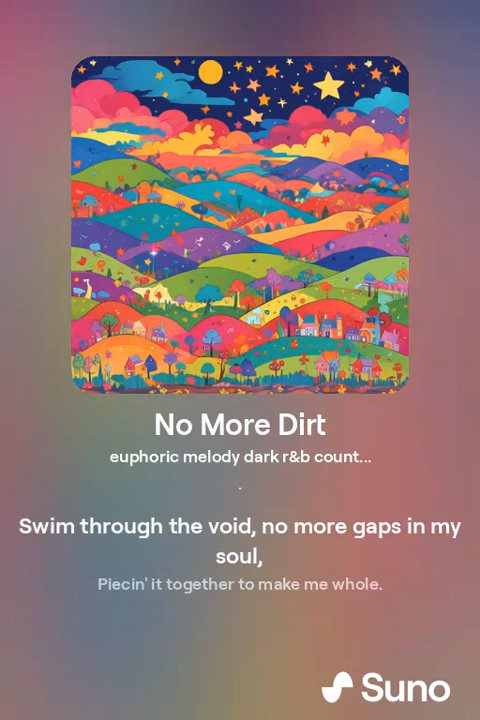 No More Dirt
euphoric melody dark r&b count...
.
Swim through the void, no more gaps in my
soul,
Piecin' it together to make me whole.
Suno